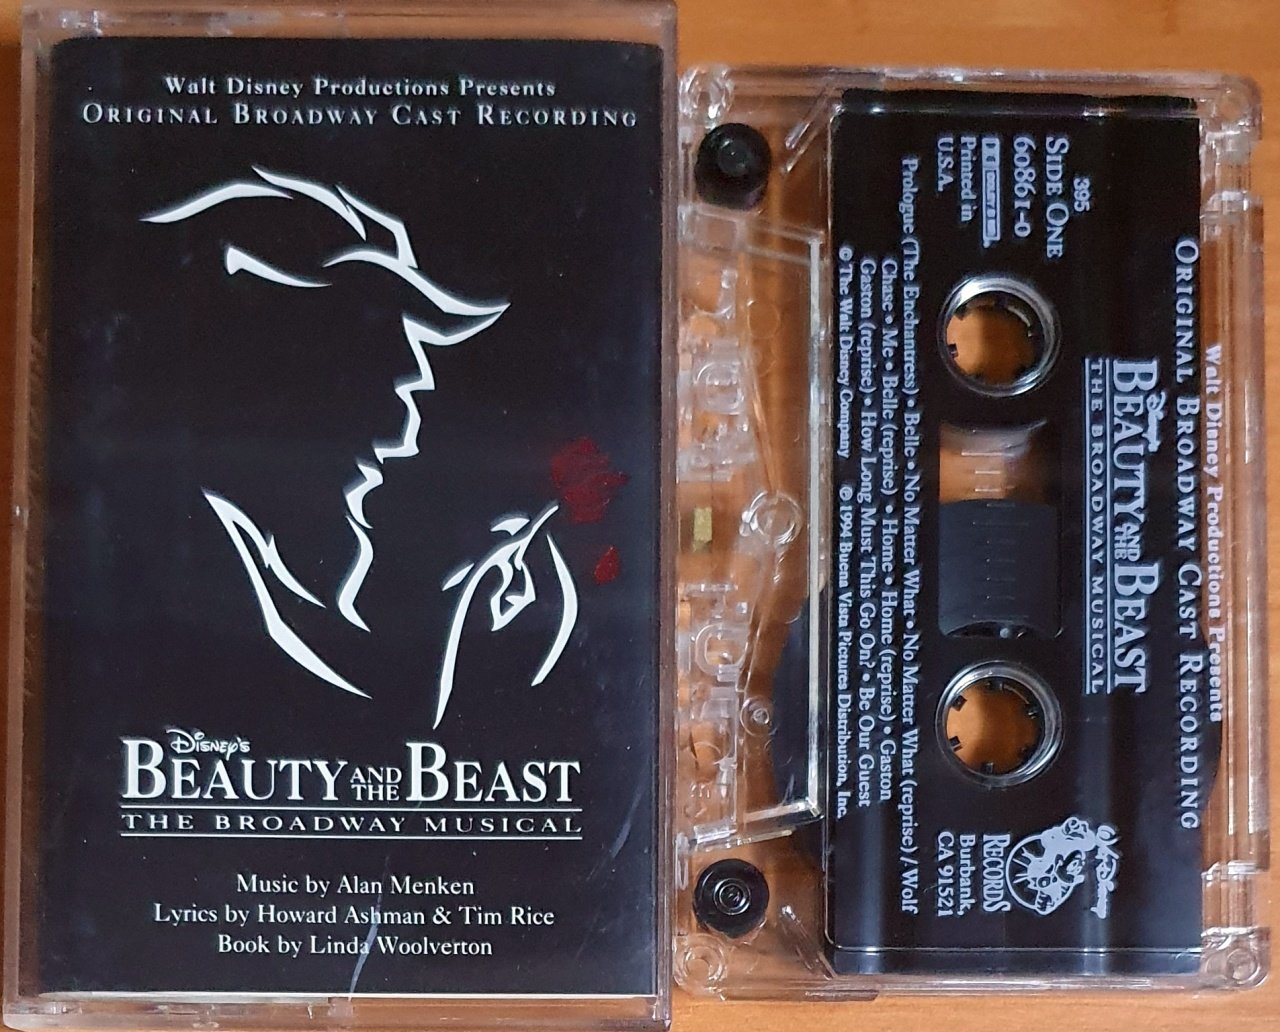 Walt Disney Productions Presents
ORIGINAL BROADWAY CAST RECORDING
Disney's
BEAUTY AND THE BEAST
THE BROADWAY MUSICAL
Music by Alan Menken
Lyrics by Howard Ashman & Tim Rice
Book by Linda Woolverton
Walt Disney Productions Presents
ORIGINAL BROADWAY CAST RECORDING
Disney's
BEAUTY AND THE BEAST
THE BROADWAY MUSICAL
395
SIDE ONE
60861-0
Printed in
U.S.A.
Walt Disney
RECORDS
Burbank,
CA 91521
Prologue (The Enchantress) • Belle • No Matter What • No Matter What (reprise) / Wolf
Chase • Me • Belle (reprise) • Home • Home (reprise) • Gaston
Gaston (reprise) • How Long Must This Go On? • Be Our Guest
© The Walt Disney Company ℗ 1994 Buena Vista Pictures Distribution, Inc.